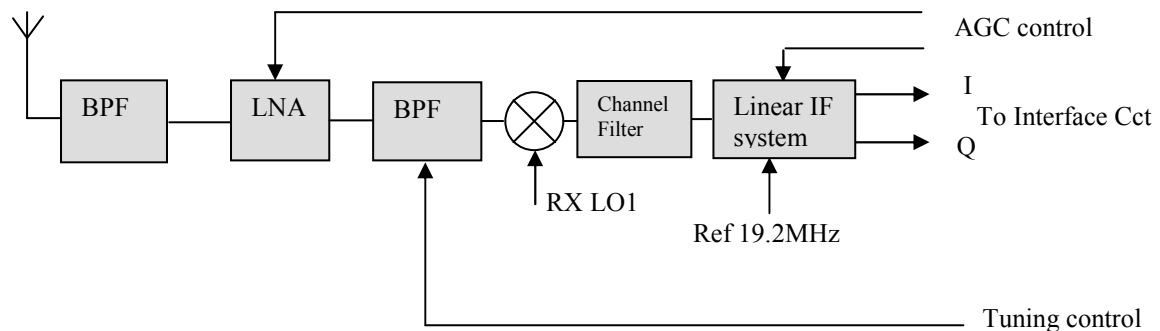 AGC control
BPF
LNA
BPF
Channel
Filter
Linear IF
system
I
To Interface Cct
Q
RX LO1
Ref 19.2MHz
Tuning control